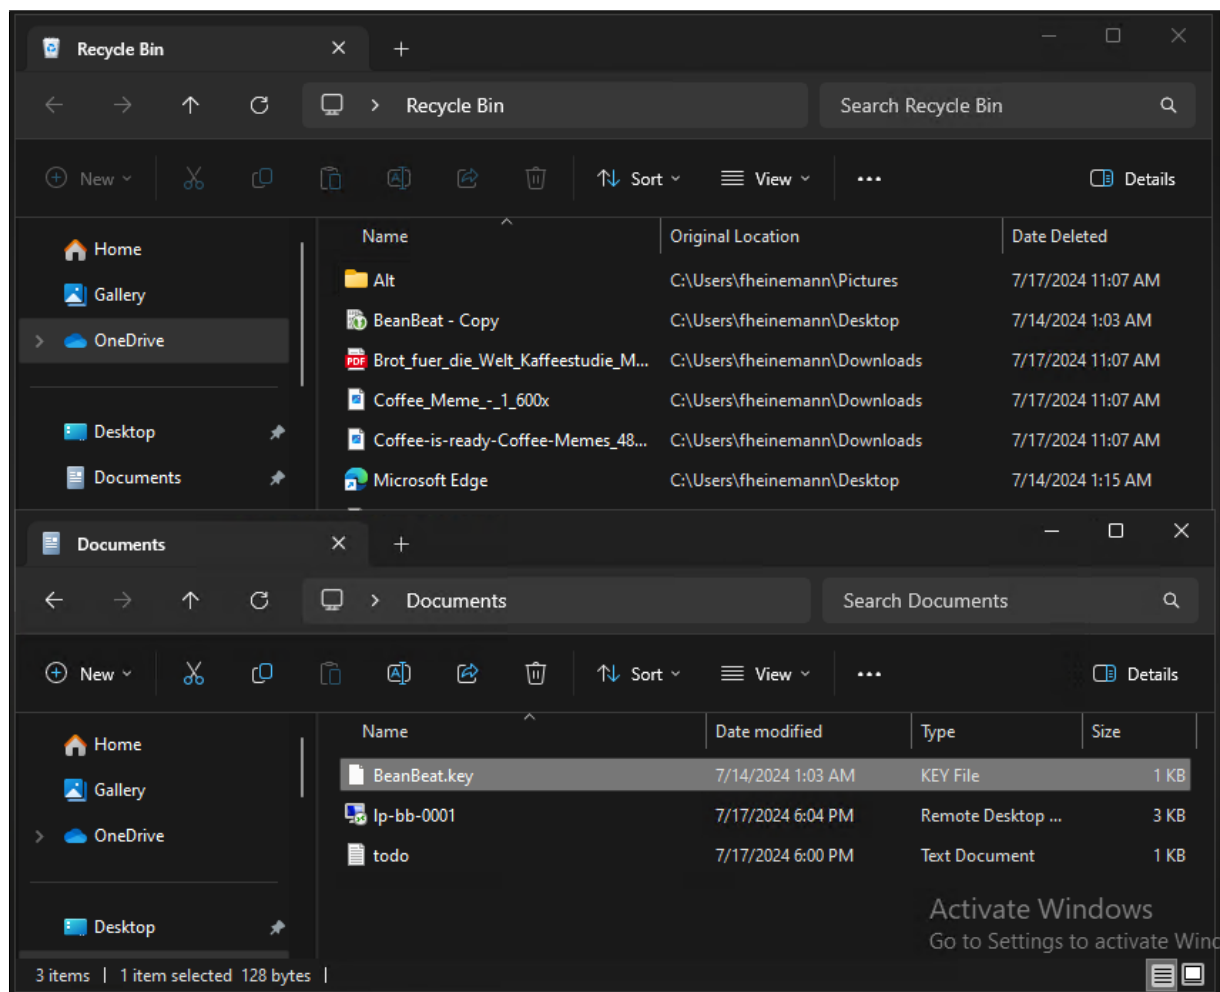 Recycle Bin
Recycle Bin
Search Recycle Bin
New
Sort
View
Details
Name Original Location Date Deleted
Home
Gallery
OneDrive
Desktop
Documents
Alt C:\Users\fheinemann\Pictures 7/17/2024 11:07 AM
BeanBeat - Copy C:\Users\fheinemann\Desktop 7/14/2024 1:03 AM
PDF Brot_fuer_die_Welt_Kaffeestudie_M... C:\Users\fheinemann\Downloads 7/17/2024 11:07 AM
Coffee_Meme_-_1_600x C:\Users\fheinemann\Downloads 7/17/2024 11:07 AM
Coffee-is-ready-Coffee-Memes_48... C:\Users\fheinemann\Downloads 7/17/2024 11:07 AM
Microsoft Edge C:\Users\fheinemann\Desktop 7/14/2024 1:15 AM
Documents
Documents
Search Documents
New
Sort
View
Details
Name Date modified Type Size
Home
Gallery
OneDrive
Desktop
BeanBeat.key 7/14/2024 1:03 AM KEY File 1 KB
lp-bb-0001 7/17/2024 6:04 PM Remote Desktop ... 3 KB
todo 7/17/2024 6:00 PM Text Document 1 KB
Activate Windows
Go to Settings to activate Wind
3 items | 1 item selected 128 bytes |